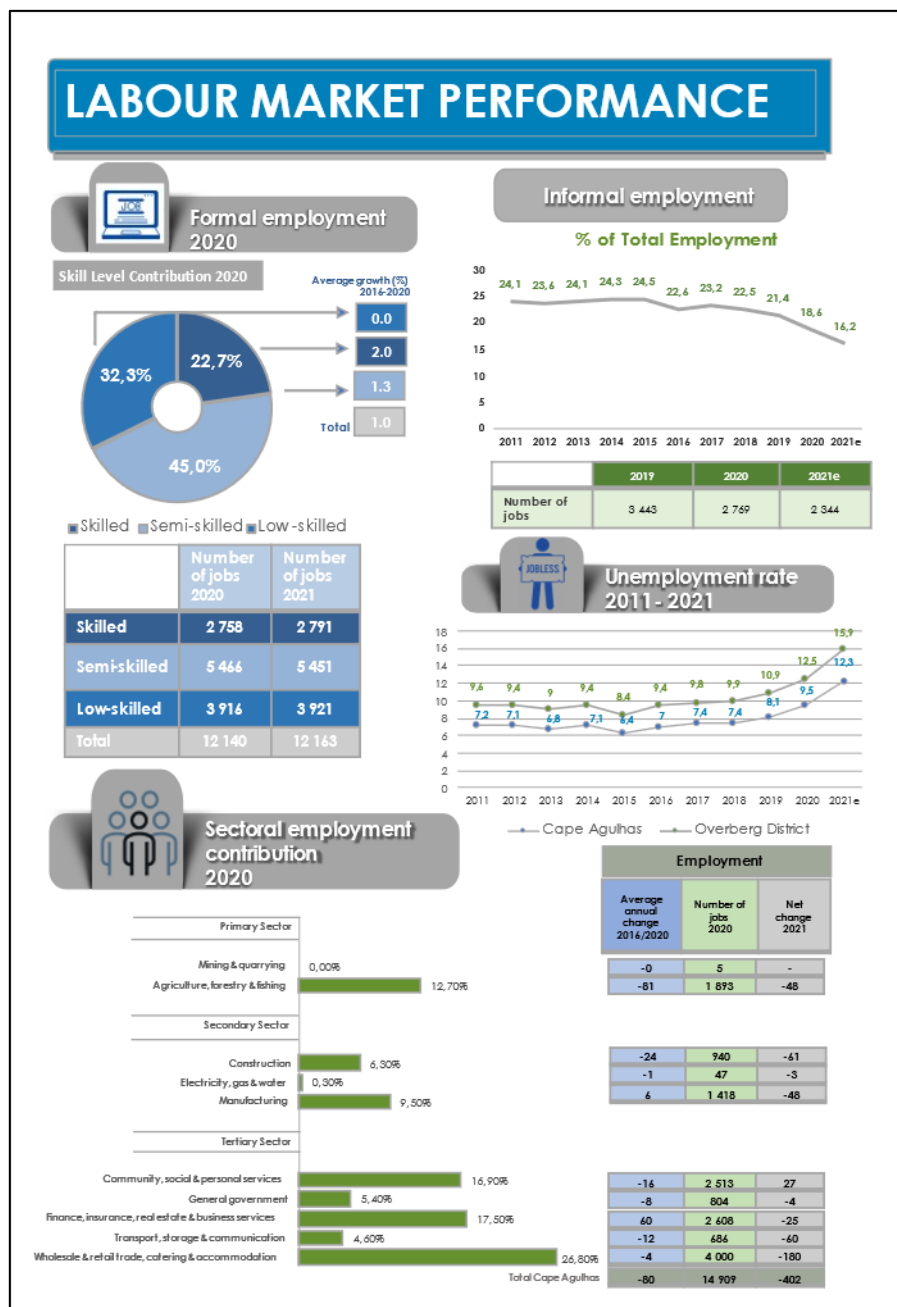 LABOUR MARKET PERFORMANCE
JOB
Formal employment
2020
Skill Level Contribution 2020
Average growth (%)
2016-2020
0.0
2.0
1.3
Total
1.0
32,3%
22,7%
45,0%
Skilled Semi-skilled Low-skilled
Number of jobs 2020 Number of jobs 2021
Skilled 2 758 2 791
Semi-skilled 5 466 5 451
Low-skilled 3 916 3 921
Total 12 140 12 163
Informal employment
% of Total Employment
30
25
20
15
10
5
0
24,1 23,6 24,1 24,3 24,5 22,6 23,2 22,5 21,4 18,6 16,2
2011 2012 2013 2014 2015 2016 2017 2018 2019 2020 2021e
2019 2020 2021e
Number of jobs 3 443 2 769 2 344
JOBLESS
Unemployment rate
2011 - 2021
18
16
14
12
10
8
6
4
2
0
9,6 9,4 9 9,4 8,4 9,4 9,8 9,9 10,9 12,5 15,9
7,2 7,1 6,8 7,1 6,4 7 7,4 7,4 8,1 9,5 12,3
2011 2012 2013 2014 2015 2016 2017 2018 2019 2020 2021e
Cape Agulhas Overberg District
Sectoral employment
contribution
2020
Employment
Average annual change 2016/2020 Number of jobs 2020 Net change 2021
Primary Sector
Mining & quarrying 0,00% -0 5 -
Agriculture, forestry & fishing 12,70% -81 1 893 -48
Secondary Sector
Construction 6,30% -24 940 -61
Electricity, gas & water 0,30% -1 47 -3
Manufacturing 9,50% 6 1 418 -48
Tertiary Sector
Community, social & personal services 16,90% -16 2 513 27
General government 5,40% -8 804 -4
Finance, insurance, real estate & business services 17,50% 60 2 608 -25
Transport, storage & communication 4,60% -12 686 -60
Wholesale & retail trade, catering & accommodation 26,80% -4 4 000 -180
Total Cape Agulhas -80 14 909 -402